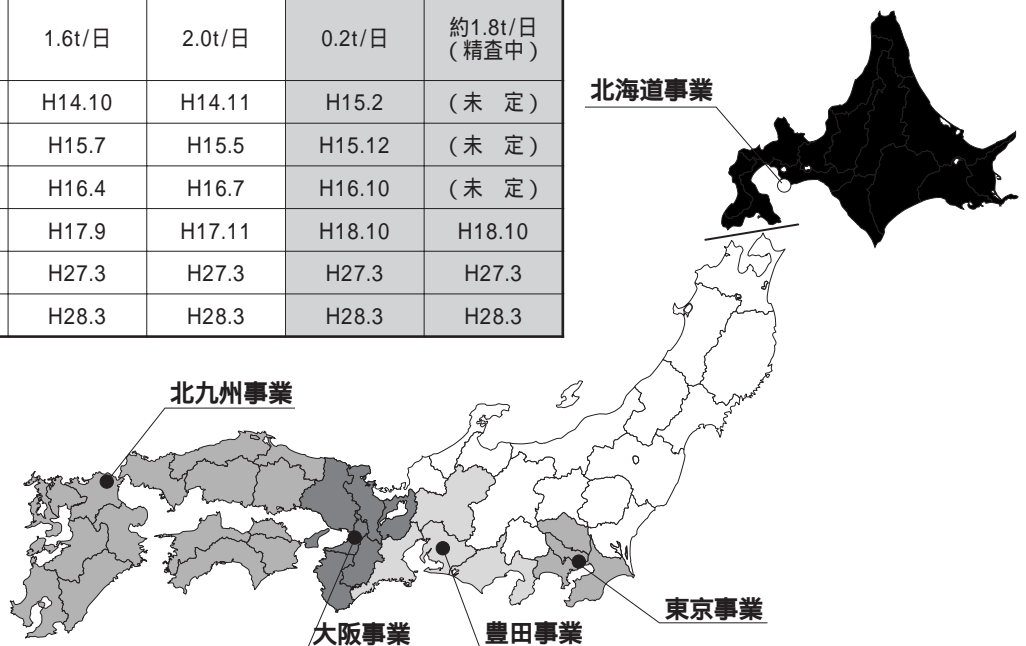 1.6t/日 2.0t/日 0.2t/日 約1.8t/日
(精査中)
H14.10 H14.11 H15.2 (未 定)
H15.7 H15.5 H15.12 (未 定)
H16.4 H16.7 H16.10 (未 定)
H17.9 H17.11 H18.10 H18.10
H27.3 H27.3 H27.3 H27.3
H28.3 H28.3 H28.3 H28.3
北海道事業
北九州事業
大阪事業
豊田事業
東京事業